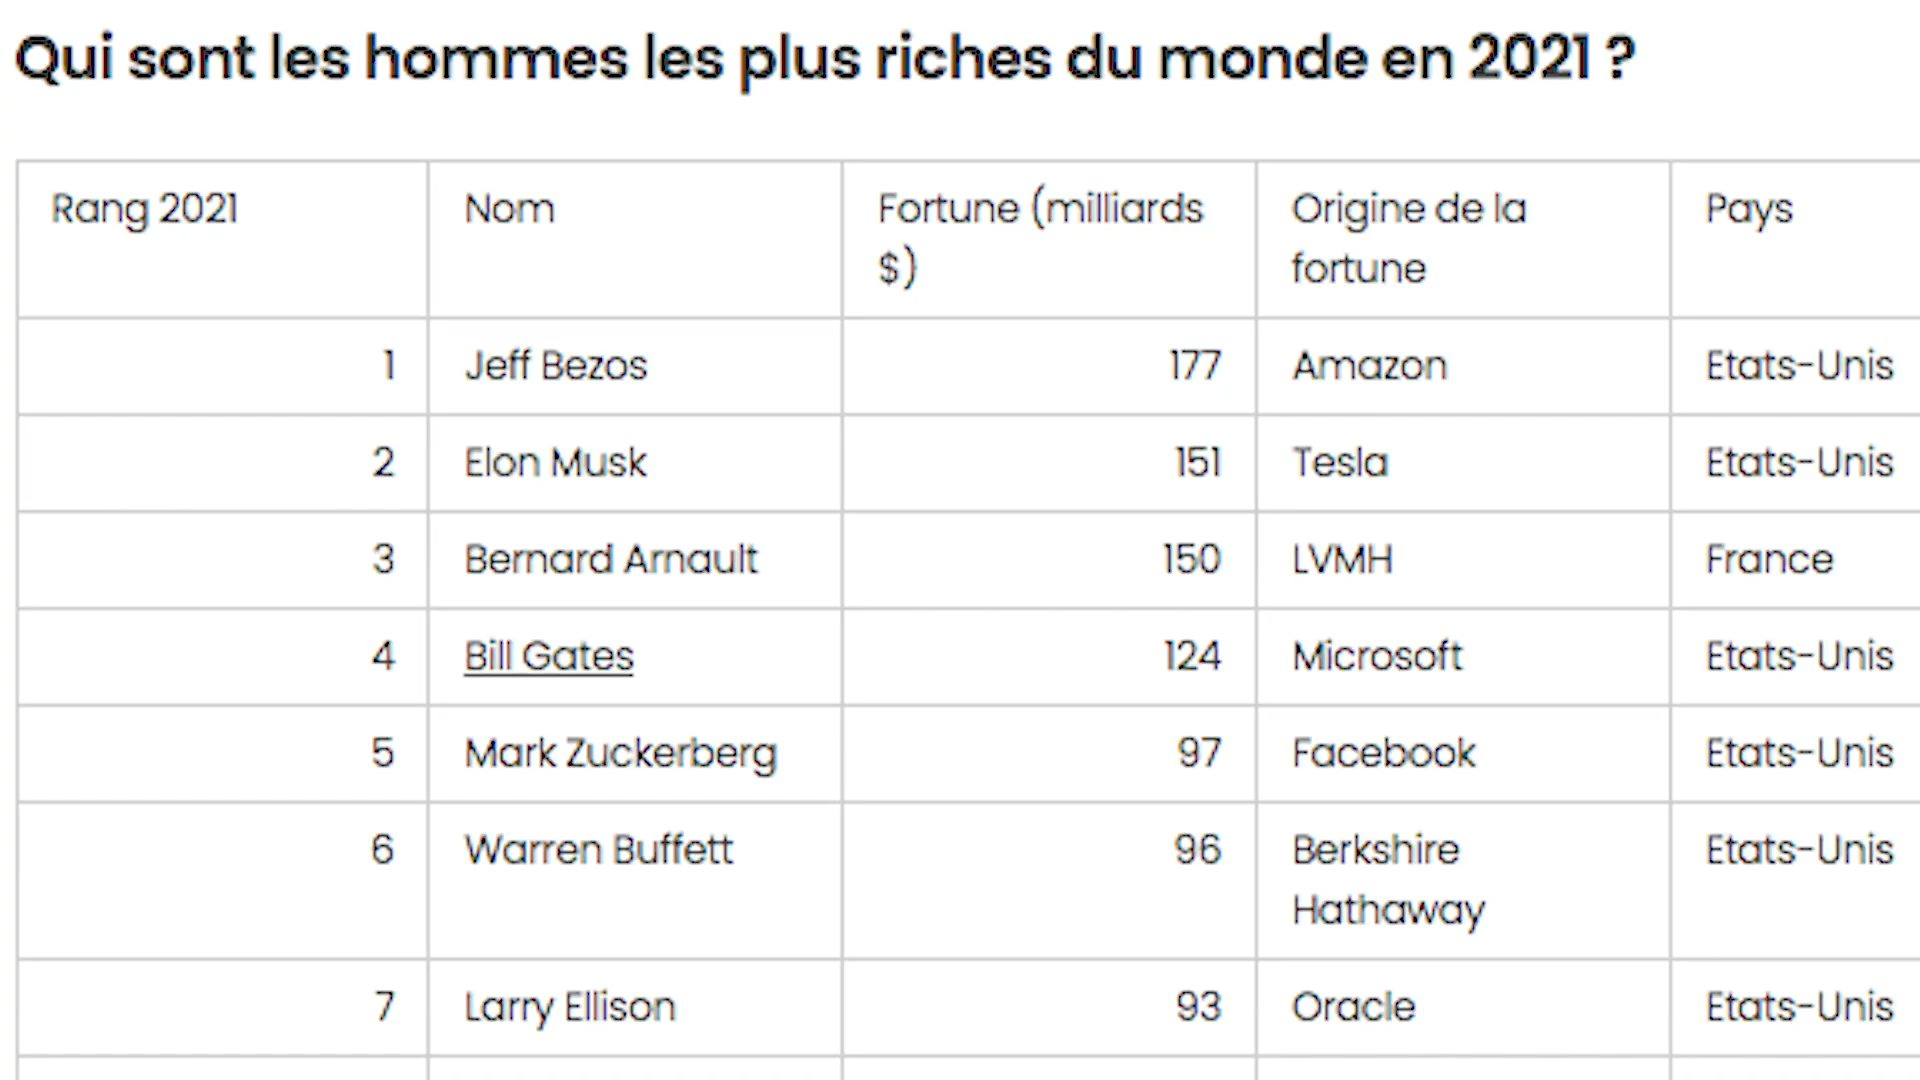 Qui sont les hommes les plus riches du monde en 2021 ?
Rang 2021 Nom Fortune (milliards $) Origine de la fortune Pays
1 Jeff Bezos 177 Amazon Etats-Unis
2 Elon Musk 151 Tesla Etats-Unis
3 Bernard Arnault 150 LVMH France
4 Bill Gates 124 Microsoft Etats-Unis
5 Mark Zuckerberg 97 Facebook Etats-Unis
6 Warren Buffett 96 Berkshire Hathaway Etats-Unis
7 Larry Ellison 93 Oracle Etats-Unis